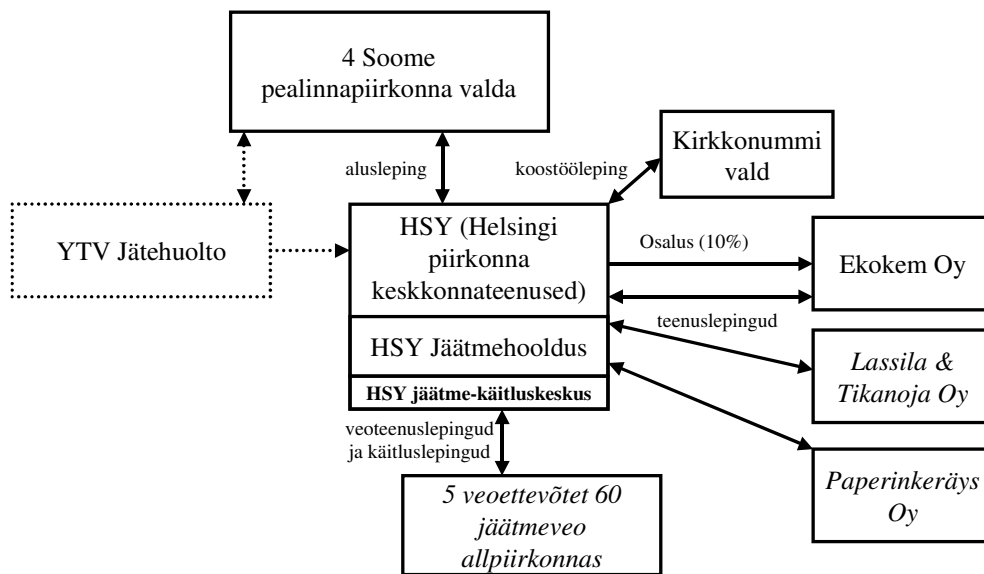 4 Soome
pealinnapiirkonna valda
alusleping
koostööleping
Kirkkonummi
vald
YTV Jätehuolto
HSY (Helsingi
piirkonna
keskkonnateenused)
Osalus (10%)
Ekokem Oy
teenuslepingud
HSY Jäätmehooldus
Lassila &
Tikanoja Oy
HSY jäätme-käitluskeskus
veoteenuslepingud
ja käitluslepingud
Paperinkeräys
Oy
5 veoettevõtet 60
jäätmeveo
allpiirkonnas